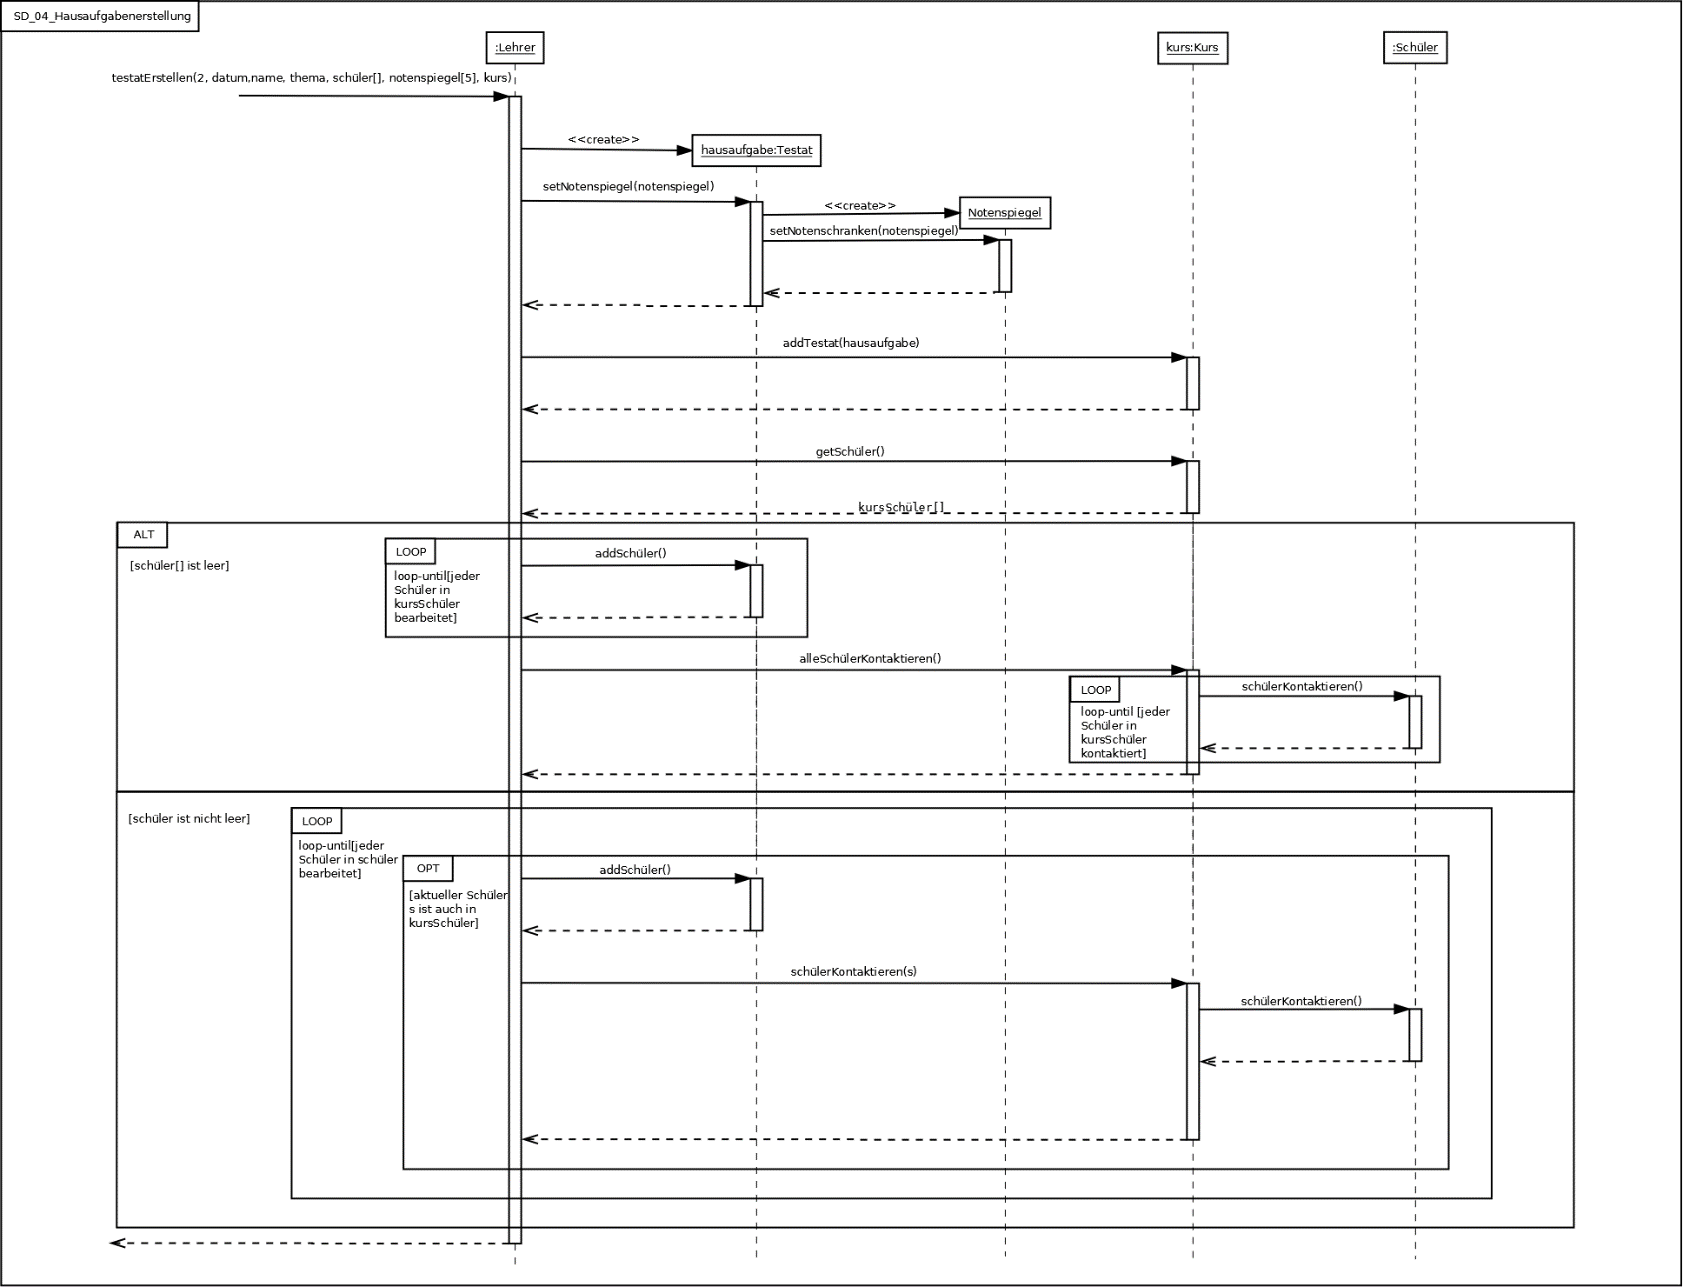 SD_04_Hausaufgabenerstellung
:Lehrer
kurs:Kurs
:Schüler
testatErstellen(2, datum,name, thema, schüler[], notenspiegel[5], kurs)
<<create>>
hausaufgabe:Testat
setNotenspiegel(notenspiegel)
<<create>>
Notenspiegel
setNotenschranken(notenspiegel)
addTestat(hausaufgabe)
getSchüler()
kursSchüler[]
ALT
[schüler[] ist leer]
LOOP
loop-until[jeder
Schüler in
kursSchüler
bearbeitet]
addSchüler()
alleSchülerKontaktieren()
LOOP
loop-until [jeder
Schüler in
kursSchüler
kontaktiert]
schülerKontaktieren()
[schüler ist nicht leer]
LOOP
loop-until[jeder
Schüler in schüler
bearbeitet]
OPT
[aktueller Schüler
s ist auch in
kursSchüler]
addSchüler()
schülerKontaktieren(s)
schülerKontaktieren()